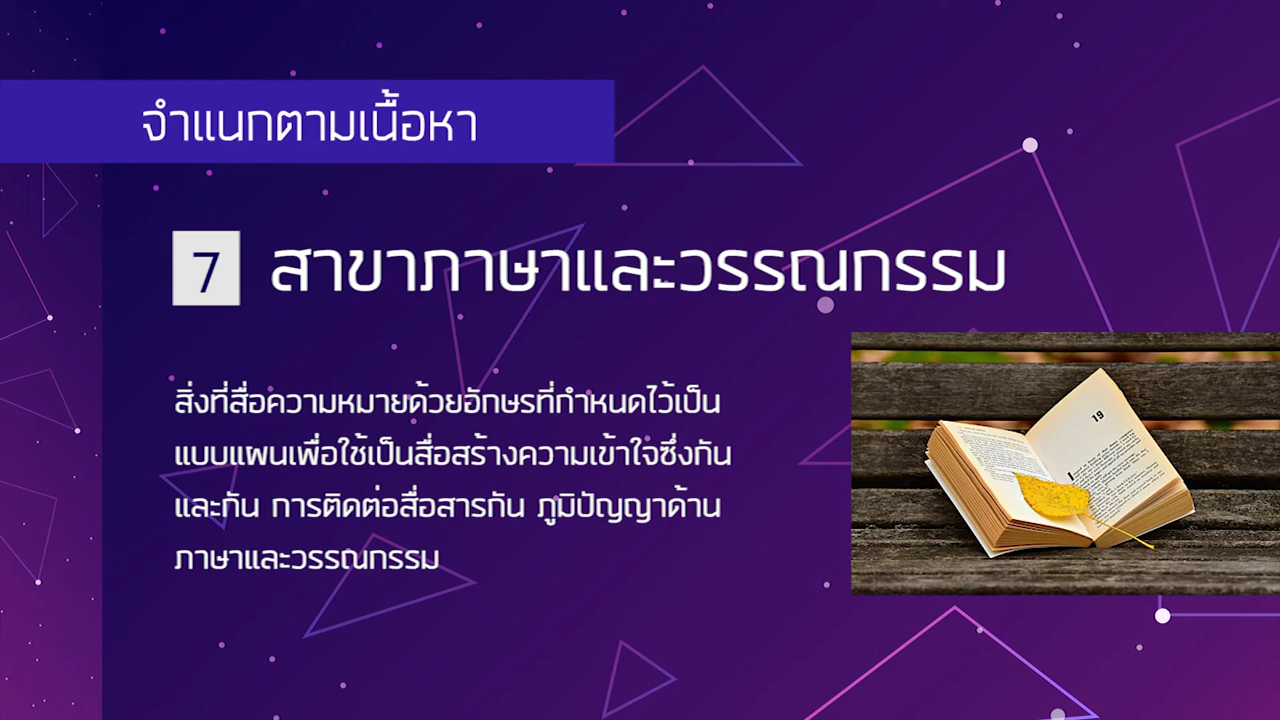 จำแนกตามเนื้อหา
7 สาขาภาษาและวรรณกรรม
สิ่งที่สื่อความหมายด้วยอักษรที่กำหนดไว้เป็น
แบบแผนเพื่อใช้เป็นสื่อสร้างความเข้าใจซึ่งกัน
และกัน การติดต่อสื่อสารกัน ภูมิปัญญาด้าน
ภาษาและวรรณกรรม
19